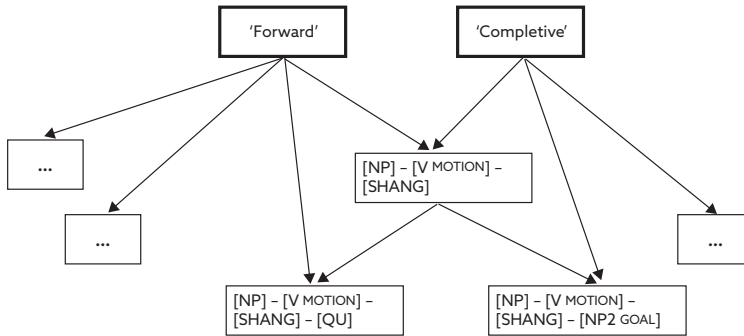 ‘Forward’
‘Completive’
...
[NP] – [V MOTION] –
[SHANG]
...
...
[NP] – [V MOTION] –
[SHANG] – [QU]
[NP] – [V MOTION] –
[SHANG] – [NP2 GOAL]